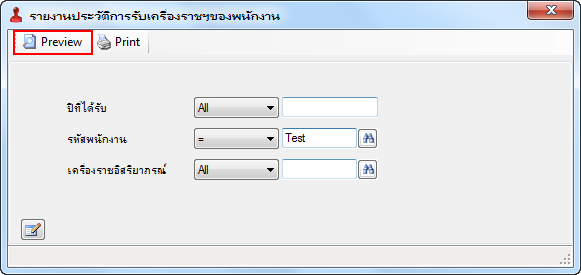 รายงานประวัติการรับเครื่องราชฯของพนักงาน
Preview Print
ปีที่ได้รับ All
รหัสพนักงาน = Test
เครื่องราชอิสริยาภรณ์ All